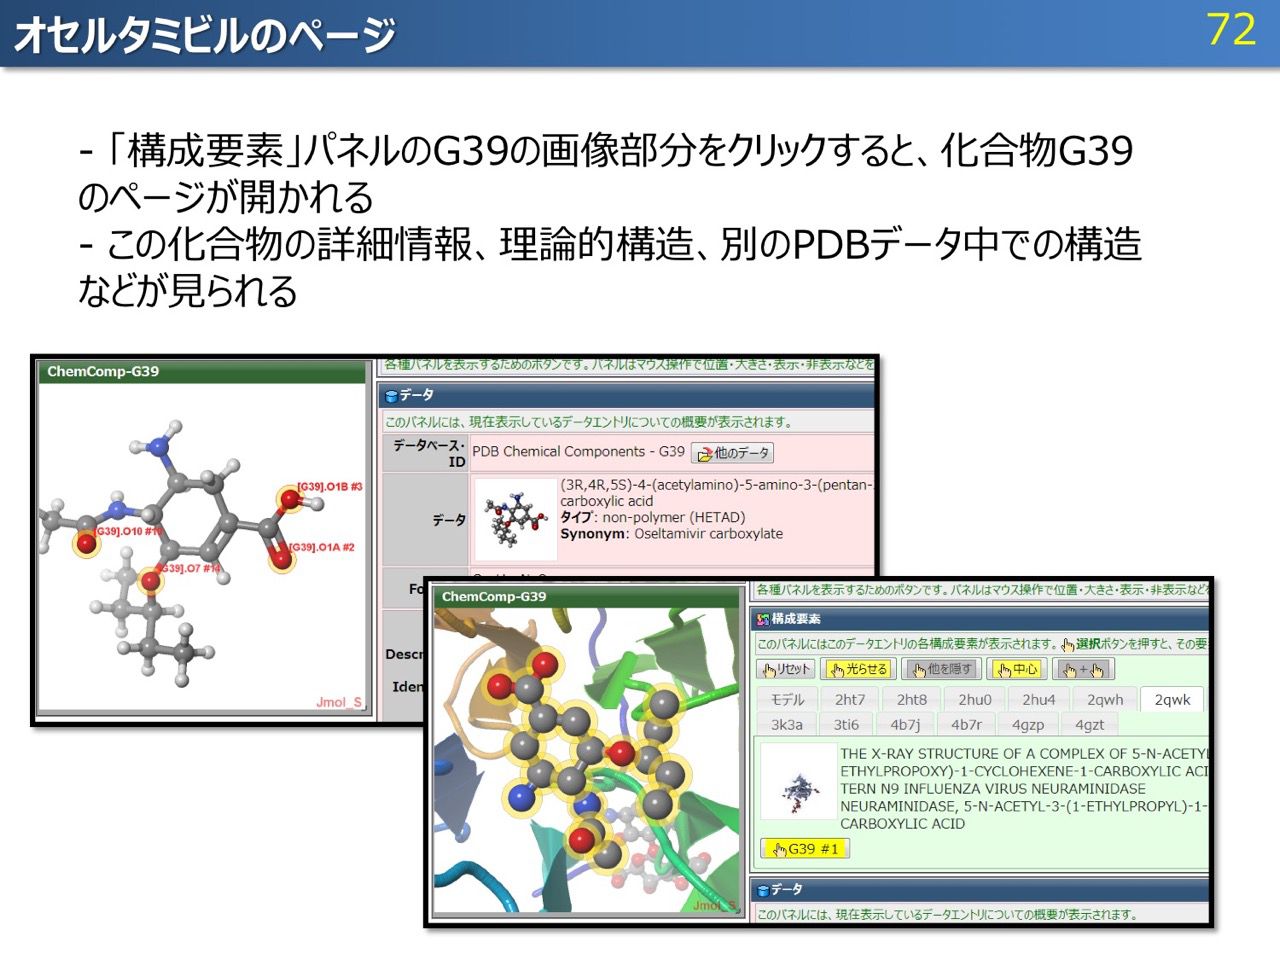 オセルタミビルのページ
72
- 「構成要素」パネルのG39の画像部分をクリックすると、化合物G39
のページが開かれる
- この化合物の詳細情報、理論的構造、別のPDBデータ中での構造
などが見られる
ChemComp-G39
[G39].O1B #3
[G39].O10 #19
[G39].O1A #2
[G39].O7 #14
Jmol_S
各種パネルを表示するためのボタンです。パネルはマウス操作で位置・大きさ・表示・非表示などを
データ
このパネルには、現在表示しているデータエントリについての概要が表示されます。
データベース・
ID
PDB Chemical Components - G39
他のデータ
データ
(3R,4R,5S)-4-(acetylamino)-5-amino-3-(pentan-
carboxylic acid
タイプ: non-polymer (HETAD)
Synonym: Oseltamivir carboxylate
Fo
Descr
Iden
ChemComp-G39
Jmol_S
各種パネルを表示するためのボタンです。パネルはマウス操作で位置・大きさ・表示・非表示などを
構成要素
このパネルにはこのデータエントリの各構成要素が表示されます。 選択ボタンを押すと、その要
リセット 光らせる 他を隠す 中心 +
モデル 2ht7 2ht8 2hu0 2hu4 2qwh 2qwk
3k3a 3ti6 4b7j 4b7r 4gzp 4gzt
THE X-RAY STRUCTURE OF A COMPLEX OF 5-N-ACETYL
ETHYLPROPOXY)-1-CYCLOHEXENE-1-CARBOXYLIC ACI
TERN N9 INFLUENZA VIRUS NEURAMINIDASE
NEURAMINIDASE, 5-N-ACETYL-3-(1-ETHYLPROPYL)-1-
CARBOXYLIC ACID
G39 #1
データ
このパネルには、現在表示しているデータエントリについての概要が表示されます。